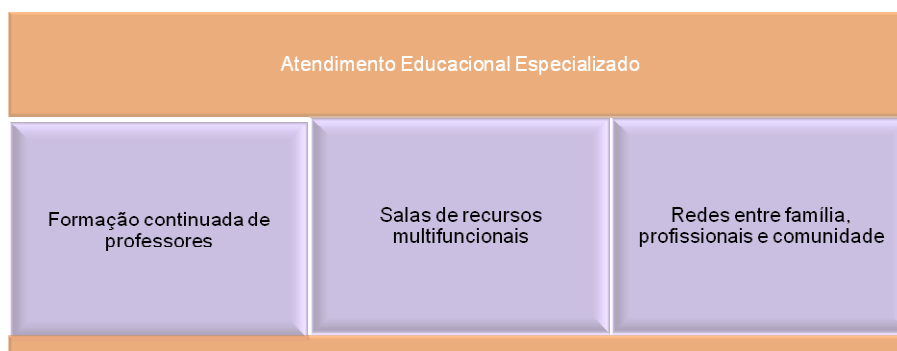 Atendimento Educacional Especializado
Formação continuada de
professores
Salas de recursos
multifuncionais
Redes entre família,
profissionais e comunidade